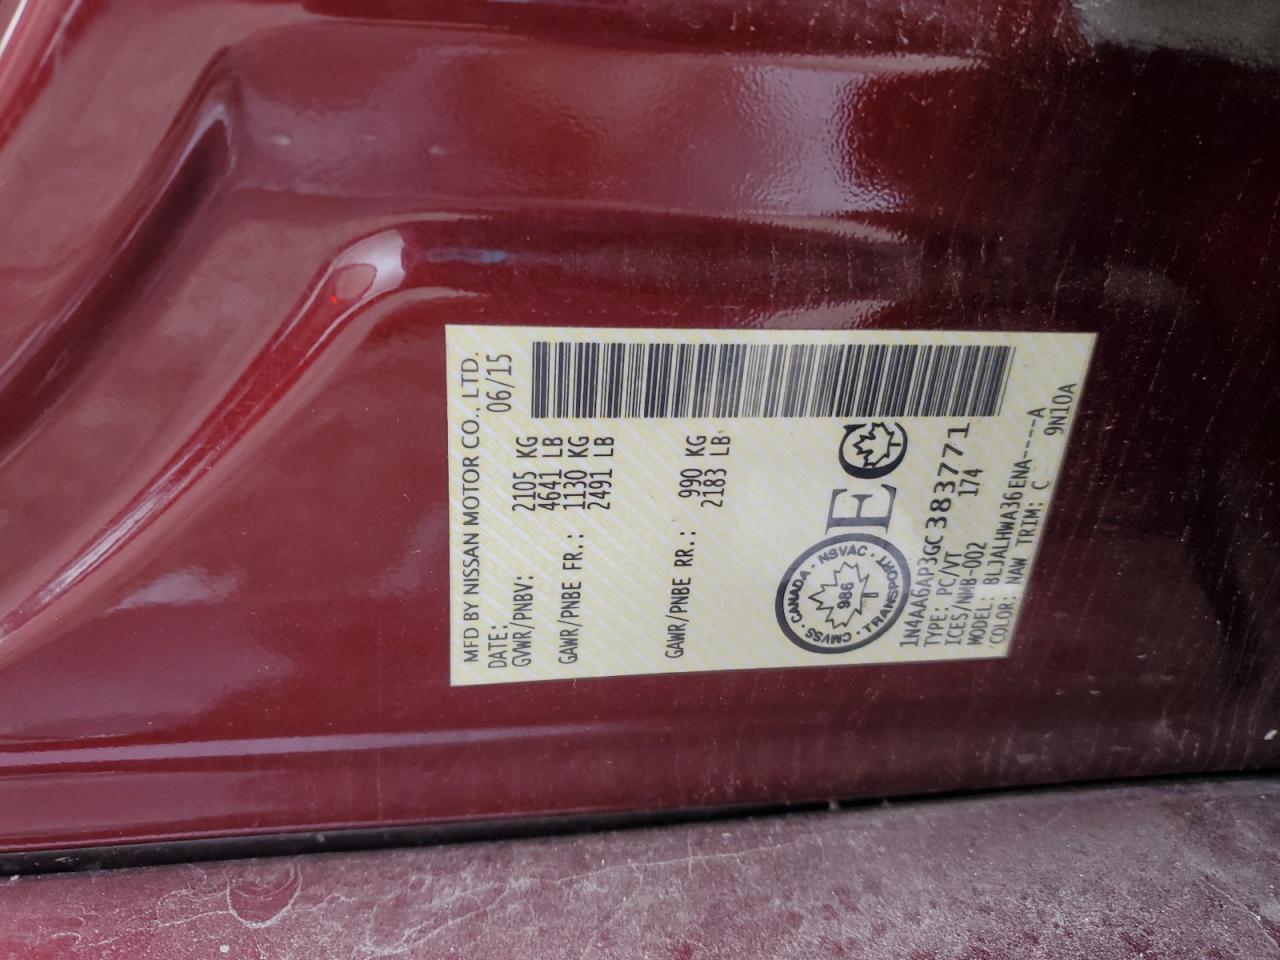 MFD BY NISSAN MOTOR CO., LTD.
DATE: 06/15
GVWR/PNBV: 2105 KG
4641 LB
GAWR/PNBE FR.: 1130 KG
2491 LB
GAWR/PNBE RR.: 990 KG
2183 LB
CANADA · NSVAC · TRANSPORT · CMVSS ·
986
EC
1N4AA6AP3GC383771
TYPE: PC/VT 174
ICES/NMB-002
MODEL: BLJALHWA36ENA----A
COLOR: NAW TRIM: C 9N10A